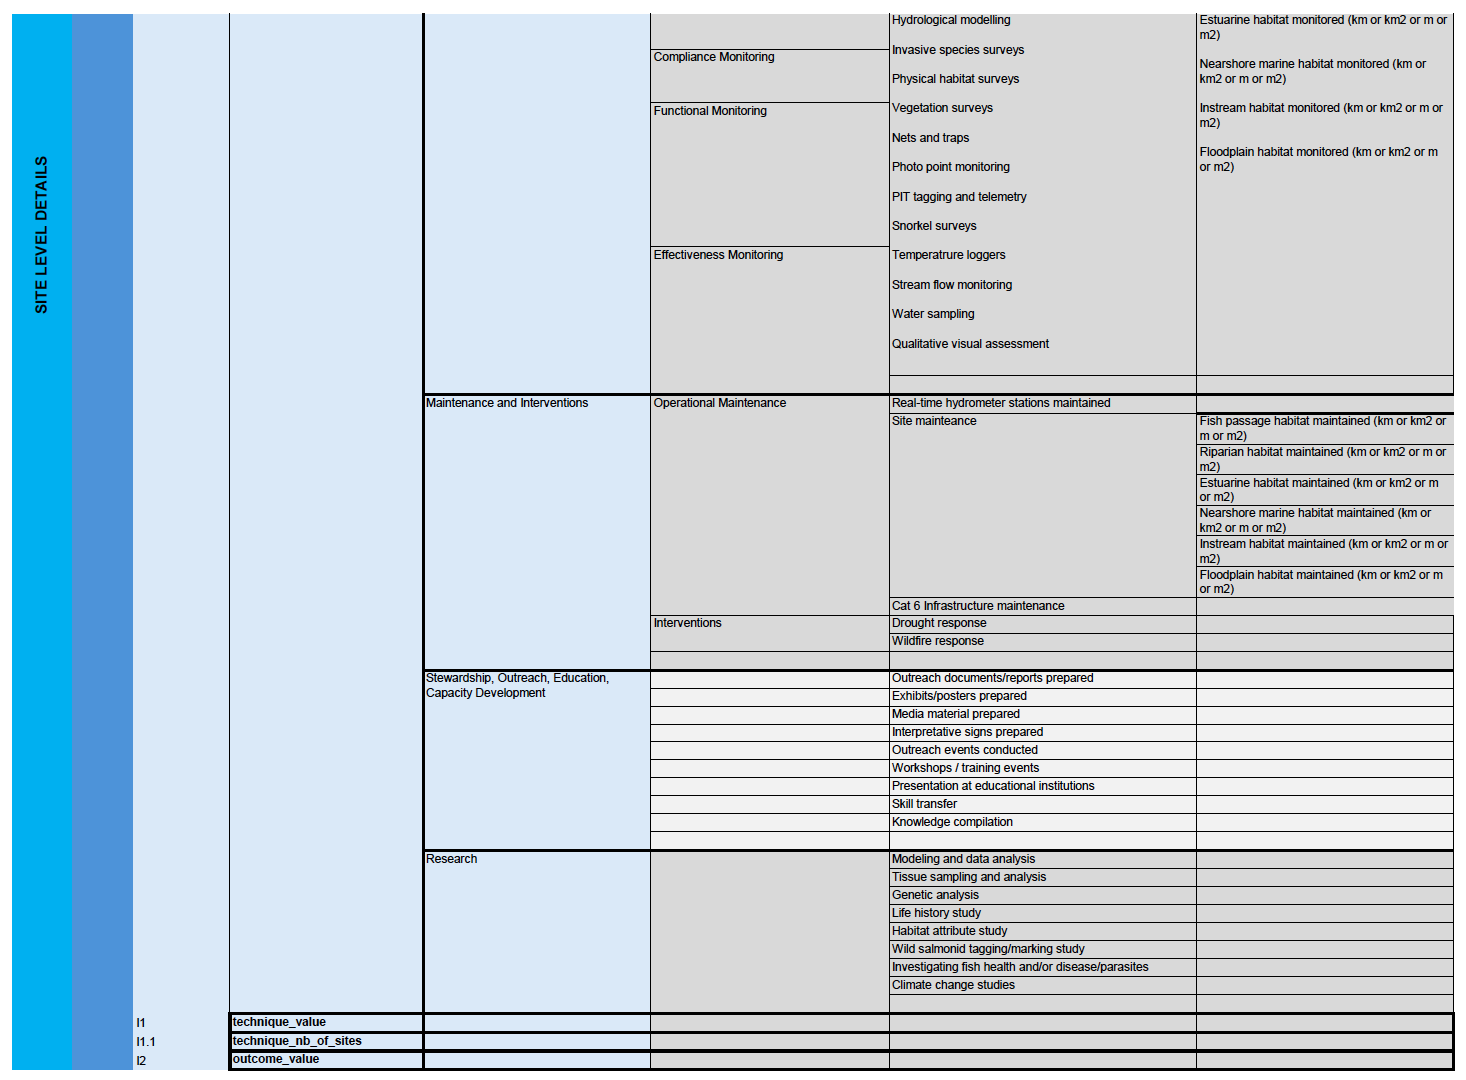 SITE LEVEL DETAILS
Hydrological modelling
Invasive species surveys
Physical habitat surveys
Vegetation surveys
Nets and traps
Photo point monitoring
PIT tagging and telemetry
Snorkel surveys
Temperatrure loggers
Stream flow monitoring
Water sampling
Qualitative visual assessment
Estuarine habitat monitored (km or km2 or m or
m2)
Nearshore marine habitat monitored (km or
km2 or m or m2)
Instream habitat monitored (km or km2 or m or
m2)
Floodplain habitat monitored (km or km2 or m
or m2)
Compliance Monitoring
Functional Monitoring
Effectiveness Monitoring
Maintenance and Interventions
Operational Maintenance
Real-time hydrometer stations maintained
Site mainteance
Fish passage habitat maintained (km or km2 or
m or m2)
Riparian habitat maintained (km or km2 or m or
m2)
Estuarine habitat maintained (km or km2 or m
or m2)
Nearshore marine habitat maintained (km or
km2 or m or m2)
Instream habitat maintained (km or km2 or m or
m2)
Floodplain habitat maintained (km or km2 or m
or m2)
Cat 6 Infrastructure maintenance
Interventions
Drought response
Wildfire response
Stewardship, Outreach, Education,
Capacity Development
Outreach documents/reports prepared
Exhibits/posters prepared
Media material prepared
Interpretative signs prepared
Outreach events conducted
Workshops / training events
Presentation at educational institutions
Skill transfer
Knowledge compilation
Research
Modeling and data analysis
Tissue sampling and analysis
Genetic analysis
Life history study
Habitat attribute study
Wild salmonid tagging/marking study
Investigating fish health and/or disease/parasites
Climate change studies
I1 technique_value
I1.1 technique_nb_of_sites
I2 outcome_value